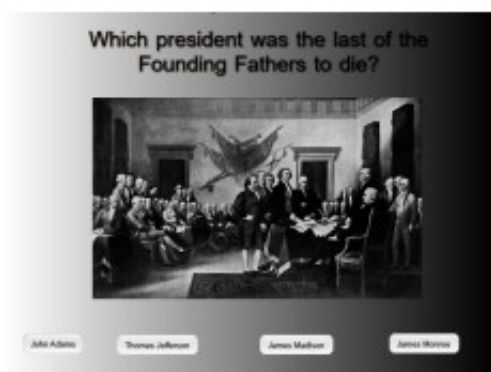 Which president was the last of the
Founding Fathers to die?
John Adams
Thomas Jefferson
James Madison
James Monroe